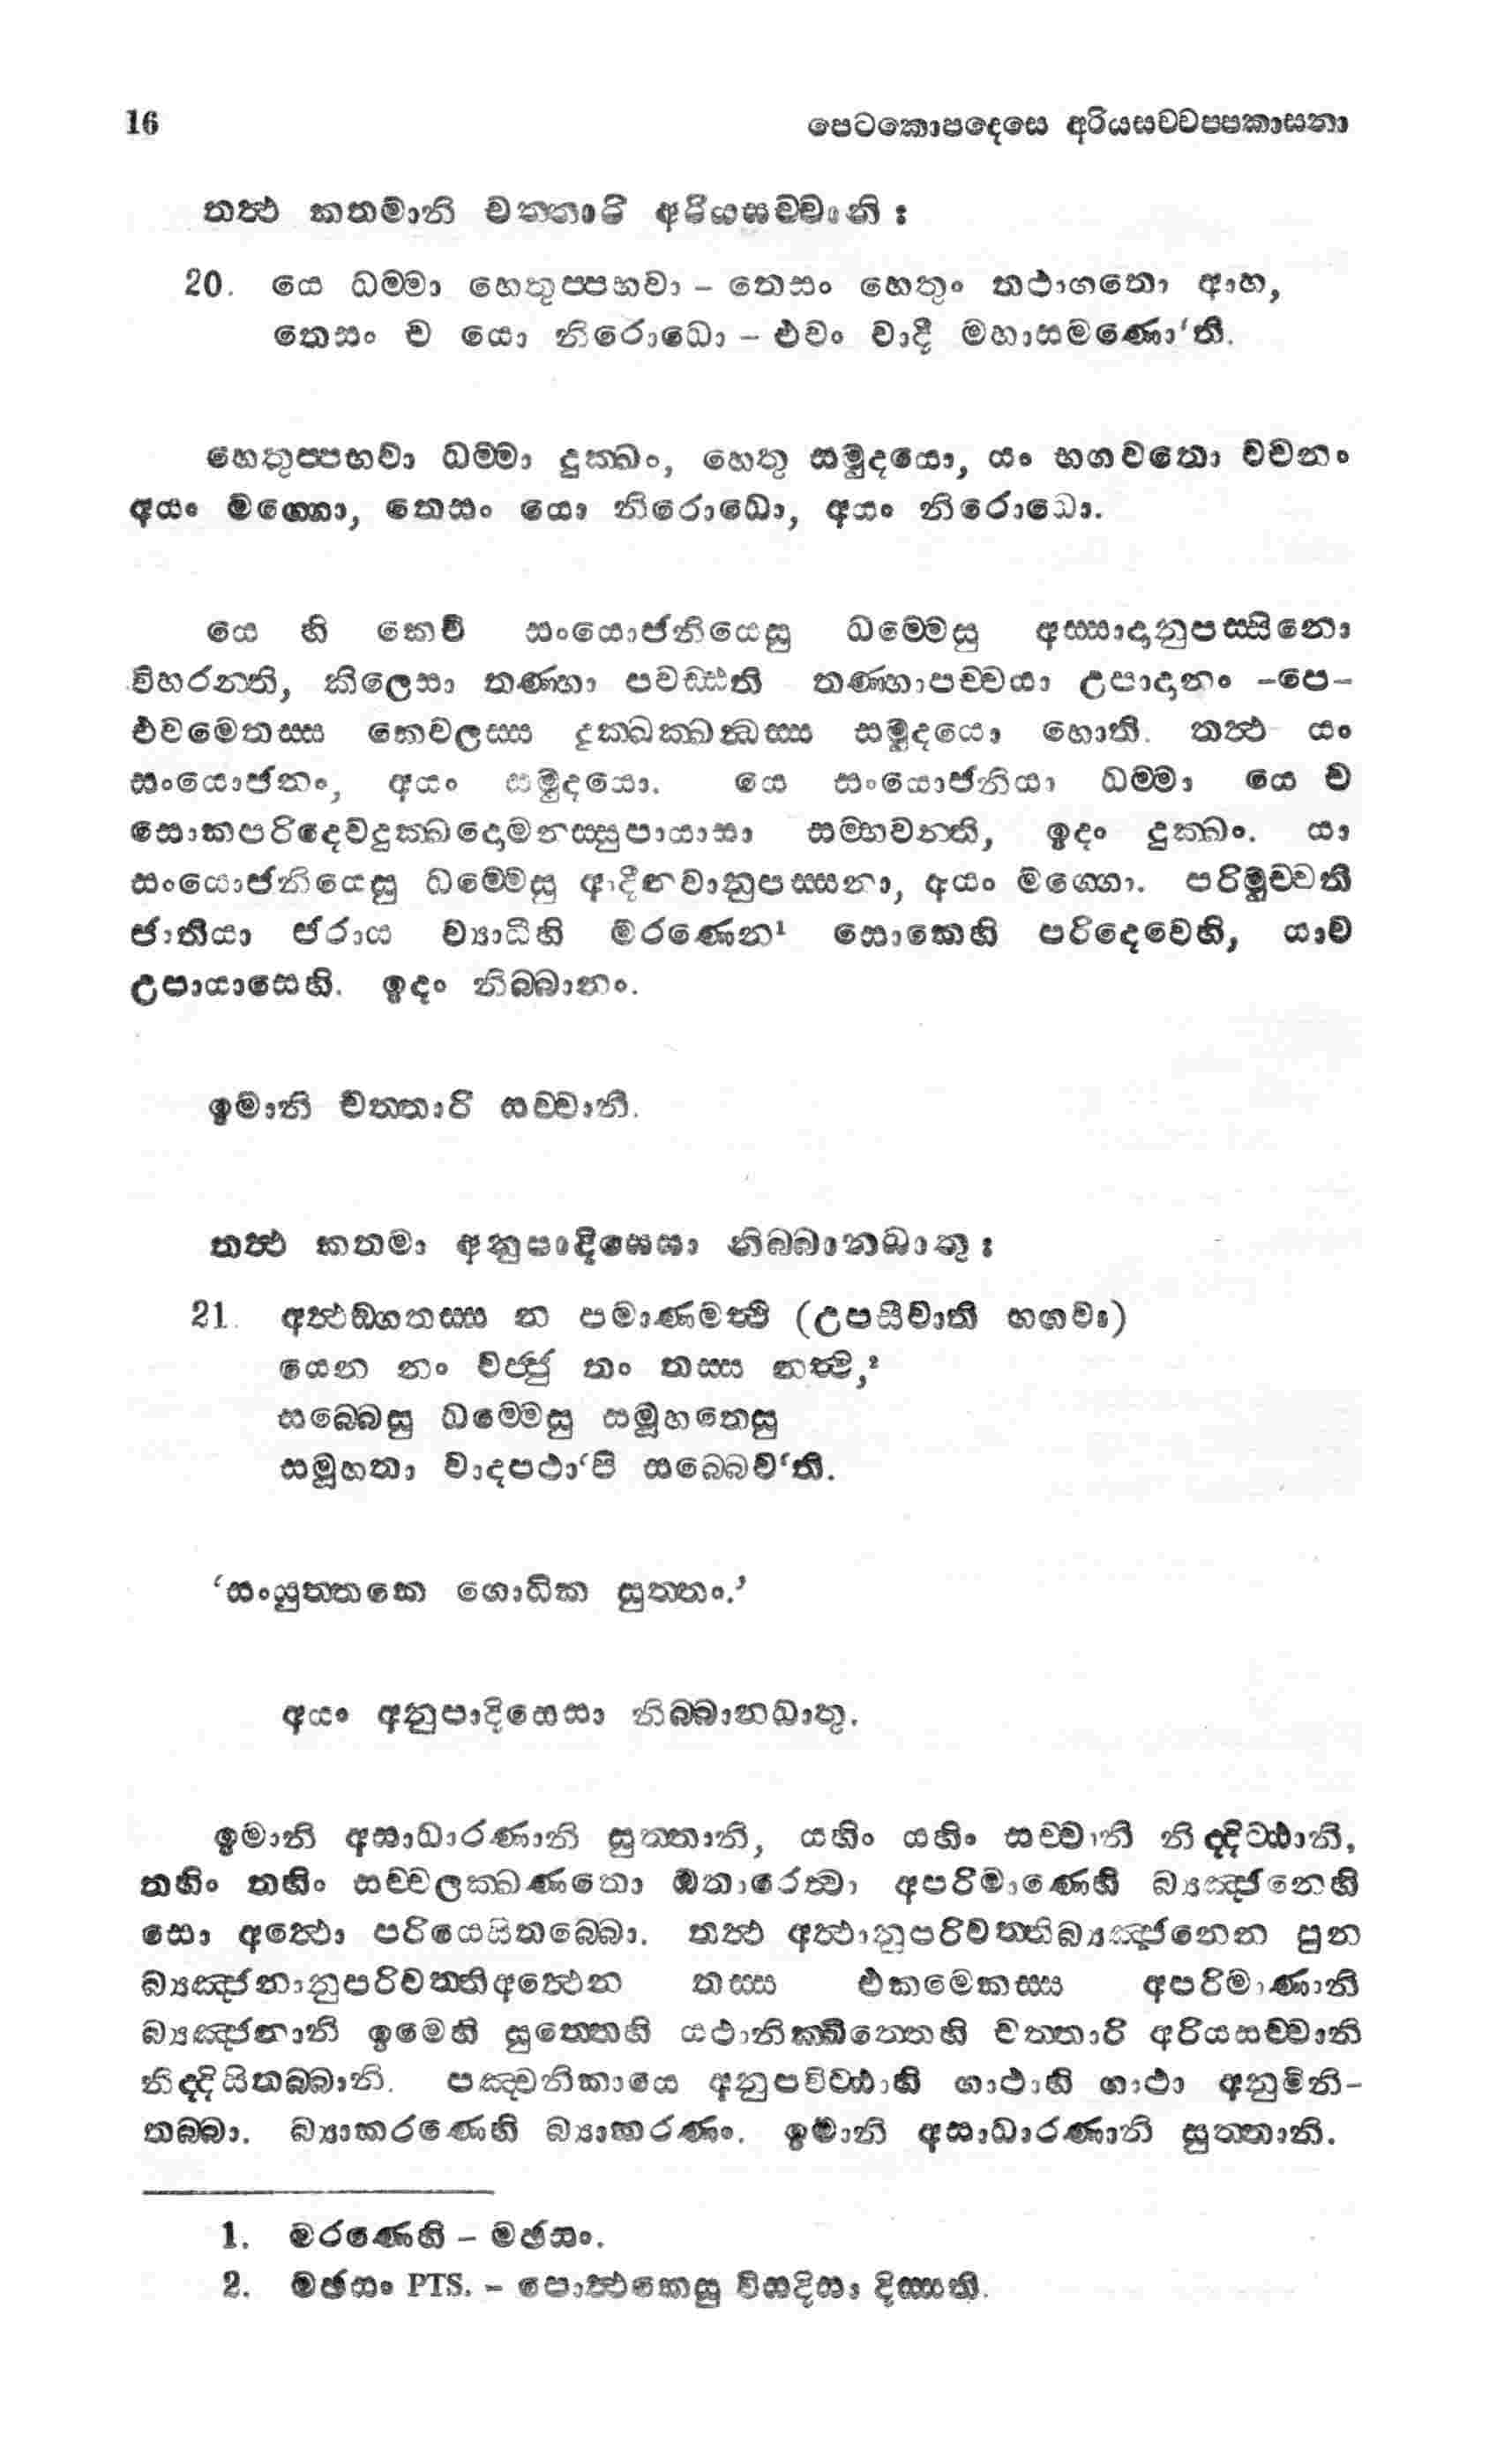 16 පෙටකොපදෙසෙ අරියසච්චප්පකාසනා
තත්ථ කතමානි චත්තාරි අරියසච්චානි :
20. යෙ ධම්මා හෙතුප්පභවා – තෙසං හෙතුං තථාගතො ආහ,
තෙසං ච යො නිරොධො – එවං වාදී මහාසමණො‘ති.
හෙතුප්පභවා ධම්මා දුක්ඛං, හෙතු සමුදයො, යං භගවතො වචනං
අයං මග්ගො, තෙසං යො නිරොධො, අයං නිරොධො.
යෙ හි කෙචි සංයොජනියෙසු ධම්මෙසු අස්සාදානුපස්සිනො
විහරන්ති, කිලෙසා තණ්හා පවඩ්ඪති තණ්හාපච්චයා උපාදානං –පෙ–
එවමෙතස්ස කෙවලස්ස දුක්ඛක්ඛන්ධස්ස සමුදයො හොති. තත්ථ යං
සංයොජනං, අයං සමුදයො. යෙ සංයොජනියා ධම්මා යෙ ච
සොකපරිදෙවදුක්ඛදොමනස්සුපායාසා සම්භවන්ති, ඉදං දුක්ඛං. යා
සංයොජනියෙසු ධම්මෙසු ආදීනවානුපස්සනා, අයං මග්ගො. පරිමුච්චති
ජාතියා ජරාය ව්‍යාධීහි මරණෙන¹ සොකෙහි පරිදෙවෙහි, යාච
උපායාසෙහි. ඉදං නිබ්බානං.
ඉමානි චත්තාරි සච්චානි.
තත්ථ කතමා අනුපාදිසෙසා නිබ්බානධාතු :
21. අත්ථඞ්ගතස්ස න පමාණමත්ථි (උපසීවාති භගවා)
යෙන නං වජ්ජු තං තස්ස නත්ථි,²
සබ්බෙසු ධම්මෙසු සමූහතෙසු
සමූහතා වාදපථා‘පි සබ්බෙව‘ති.
‘සංයුත්තකෙ ගොධික සුත්තං.’
අයං අනුපාදිසෙසා නිබ්බානධාතු.
ඉමානි අසාධාරණානි සුත්තානි, යහිං යහිං සච්චානි නිද්දිට්ඨානි,
තහිං තහිං සච්චලක්ඛණතො ඔතාරෙත්වා අපරිමාණෙහි බ්‍යඤ්ජනෙහි
සො අත්ථො පරියෙසිතබ්බො. තත්ථ අත්ථානුපරිවත්තිබ්‍යඤ්ජනෙන පුන
බ්‍යඤ්ජනානුපරිවත්තිඅත්ථෙන තස්ස එකමෙකස්ස අපරිමාණානි
බ්‍යඤ්ජනානි ඉමෙහි සුත්තෙහි යථානික්ඛිත්තෙහි චත්තාරි අරියසච්චානි
නිද්දිසිතබ්බානි. පඤ්චනිකායෙ අනුපවිට්ඨාහි ගාථාහි ගාථා අනුමිනි–
තබ්බා. බ්‍යාකරණෙහි බ්‍යාකරණං. ඉමානි අසාධාරණානි සුත්තානි.
1. මරණෙහි – මඡසං.
2. මඡසං PTS. – පොත්ථකෙසු විසදිසා දිස්සති.